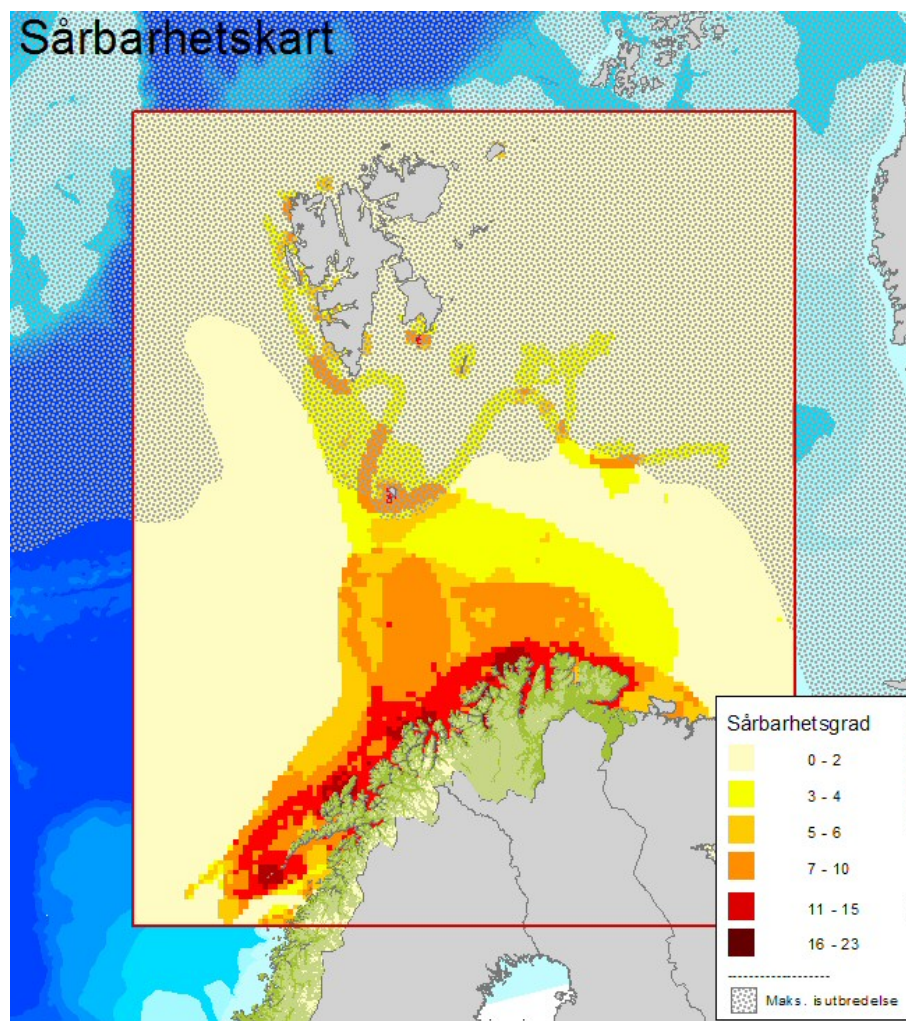 Sårbarhetskart
Sårbarhetsgrad
0 - 2
3 - 4
5 - 6
7 - 10
11 - 15
16 - 23
Maks. isutbredelse